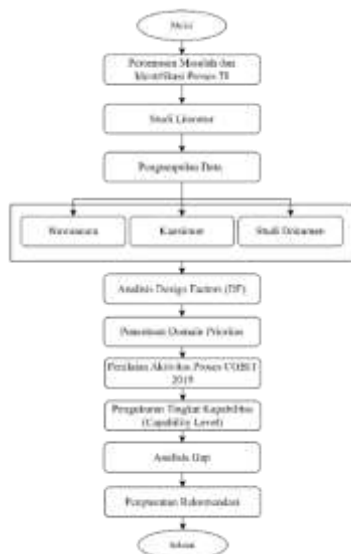 Mulai
Perumusan Masalah dan
Identifikasi Proses TI
Studi Literatur
Pengumpulan Data
Wawancara
Kuesioner
Studi Dokumen
Analisis Design Factors (DF)
Penentuan Domain Prioritas
Penilaian Aktivitas Proses COBIT
2019
Pengukuran Tingkat Kapabilitas
(Capability Level)
Analisis Gap
Penyusunan Rekomendasi
Selesai